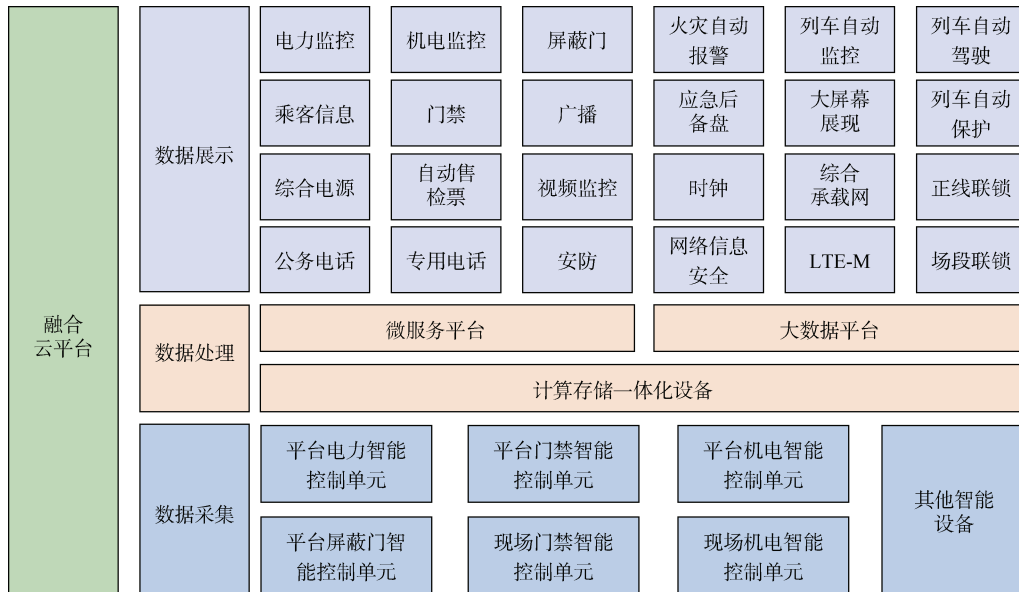 融合
云平台
数据展示
电力监控
机电监控
屏蔽门
火灾自动
报警
列车自动
监控
列车自动
驾驶
乘客信息
门禁
广播
应急后
备盘
大屏幕
展现
列车自动
保护
综合电源
自动售
检票
视频监控
时钟
综合
承载网
正线联锁
公务电话
专用电话
安防
网络信息
安全
LTE-M
场段联锁
数据处理
微服务平台
大数据平台
计算存储一体化设备
数据采集
平台电力智能
控制单元
平台门禁智能
控制单元
平台机电智能
控制单元
其他智能
设备
平台屏蔽门智
能控制单元
现场门禁智能
控制单元
现场机电智能
控制单元